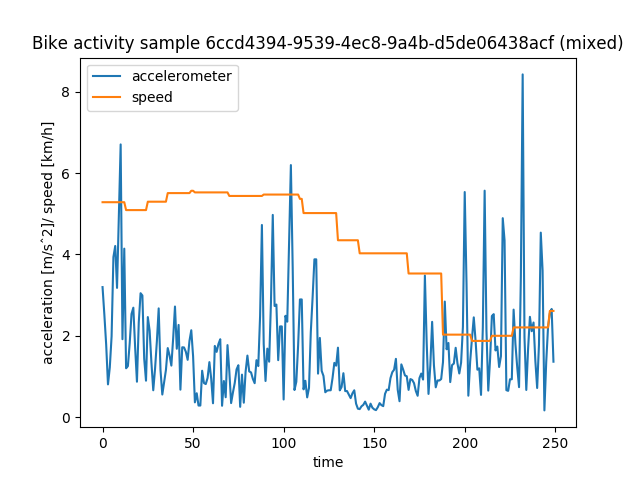 Bike activity sample 6ccd4394-9539-4ec8-9a4b-d5de06438acf (mixed)
accelerometer
speed
acceleration [m/s^2]/ speed [km/h]
8
6
4
2
0
0 50 100 150 200 250
time